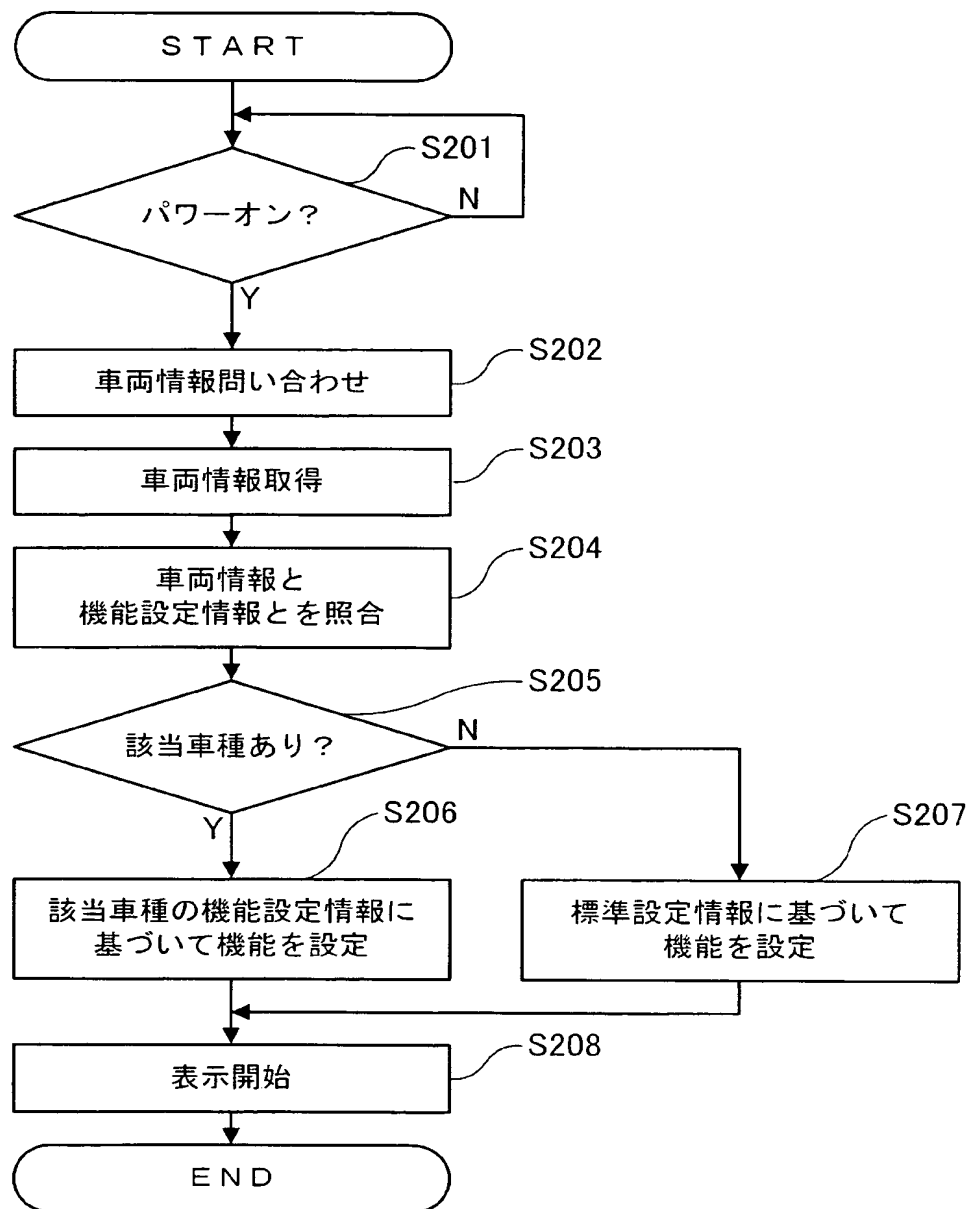 START
S201
パワーオン？
N
Y
S202
車両情報問い合わせ
S203
車両情報取得
S204
車両情報と
機能設定情報とを照合
S205
該当車種あり？
N
Y
S206
S207
該当車種の機能設定情報に
基づいて機能を設定
標準設定情報に基づいて
機能を設定
S208
表示開始
END